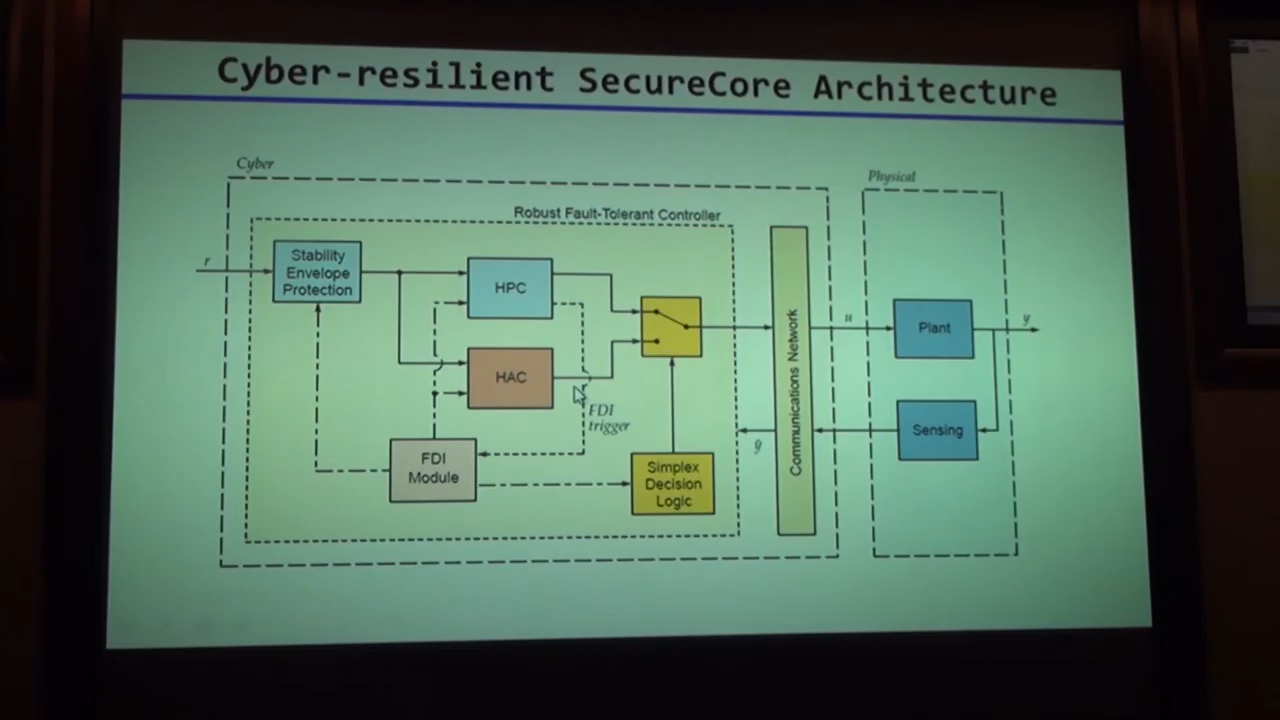 Cyber-resilient SecureCore Architecture
Cyber
Physical
Robust Fault-Tolerant Controller
r
Stability
Envelope
Protection
HPC
HAC
FDI
trigger
FDI
Module
Simplex
Decision
Logic
Communications Network
u
ŷ
Plant
y
Sensing